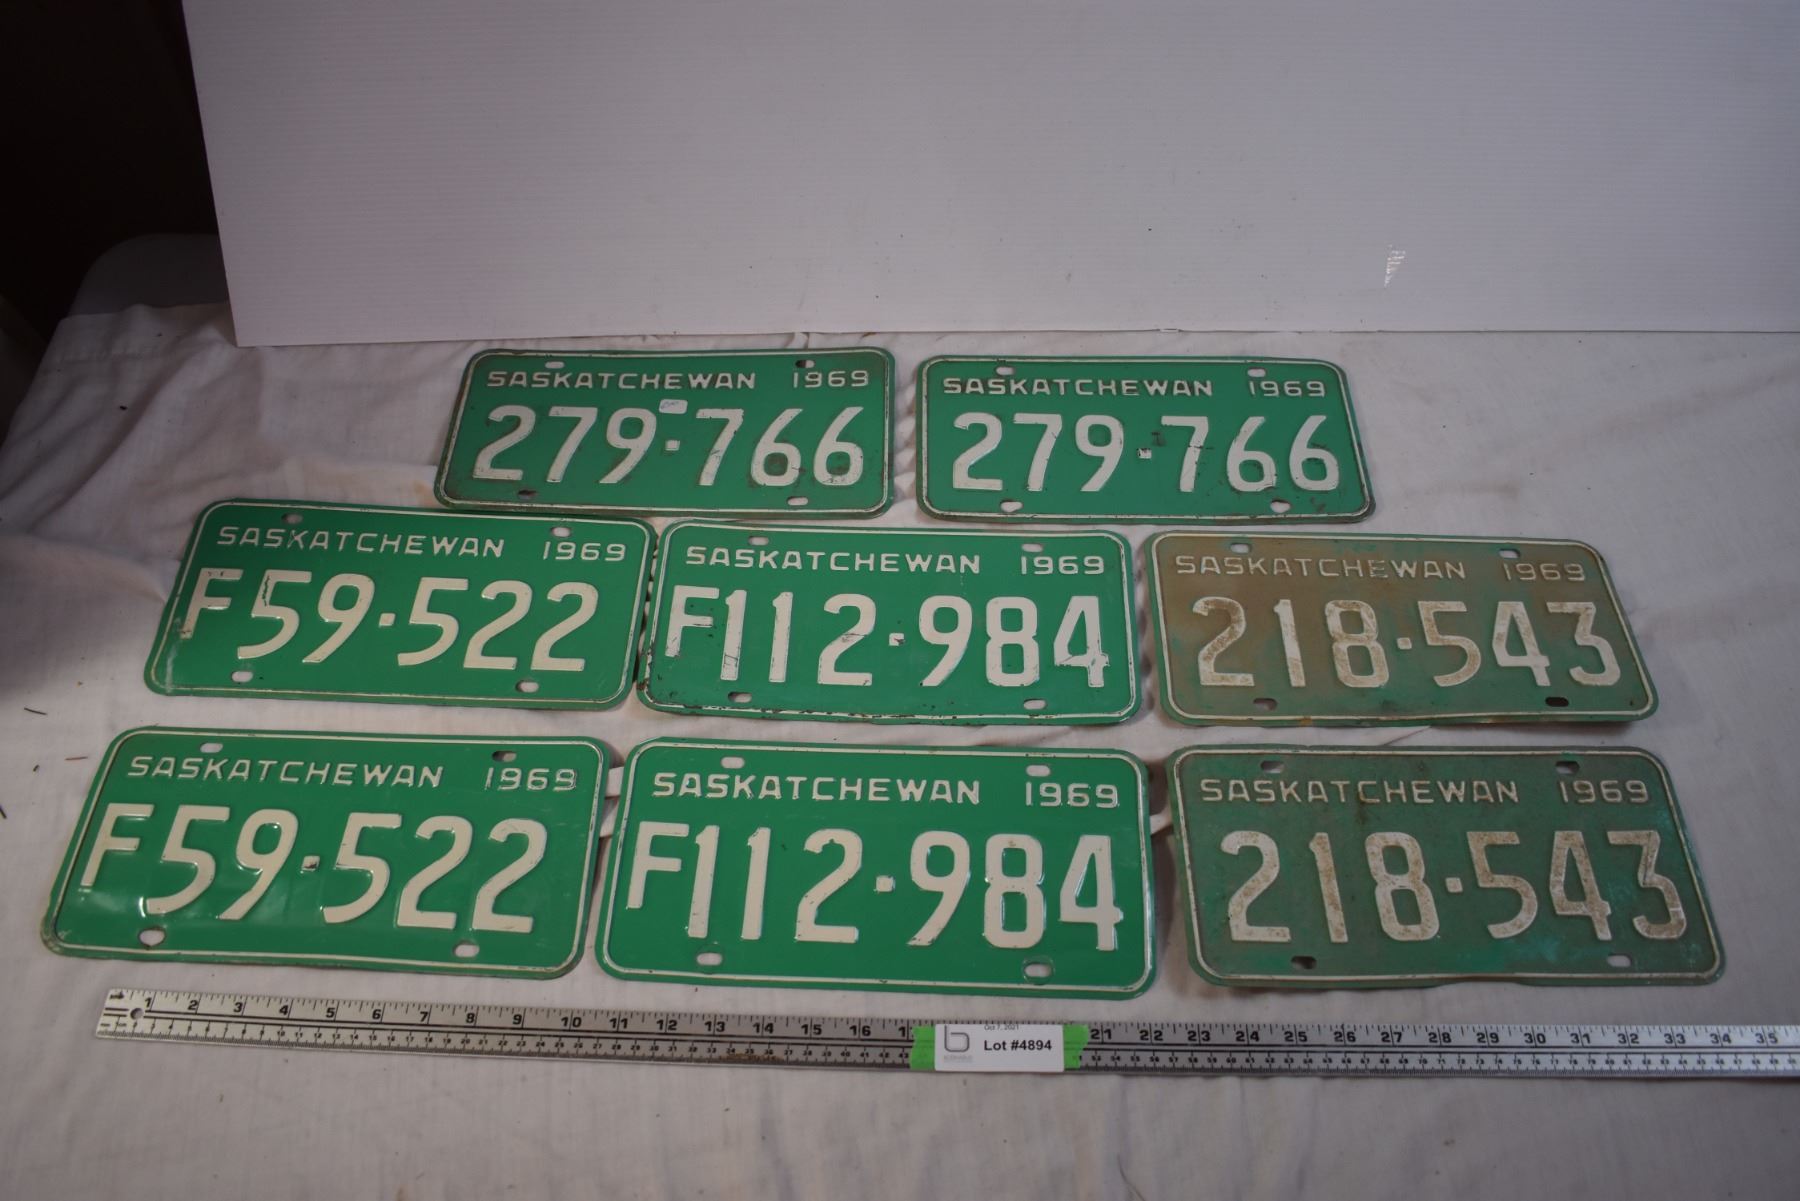 SASKATCHEWAN 1969
279·766
SASKATCHEWAN 1969
279·766
SASKATCHEWAN 1969
F59·522
SASKATCHEWAN 1969
F112·984
SASKATCHEWAN 1969
218·543
SASKATCHEWAN 1969
F59·522
SASKATCHEWAN 1969
F112·984
SASKATCHEWAN 1969
218·543
1 2 3 4 5 6 7 8 9 10 11 12 13 14 15 16 21 22 23 24 25 26 27 28 29 30 31 32 33 34 35
Oct 7, 2021
Lot #4894